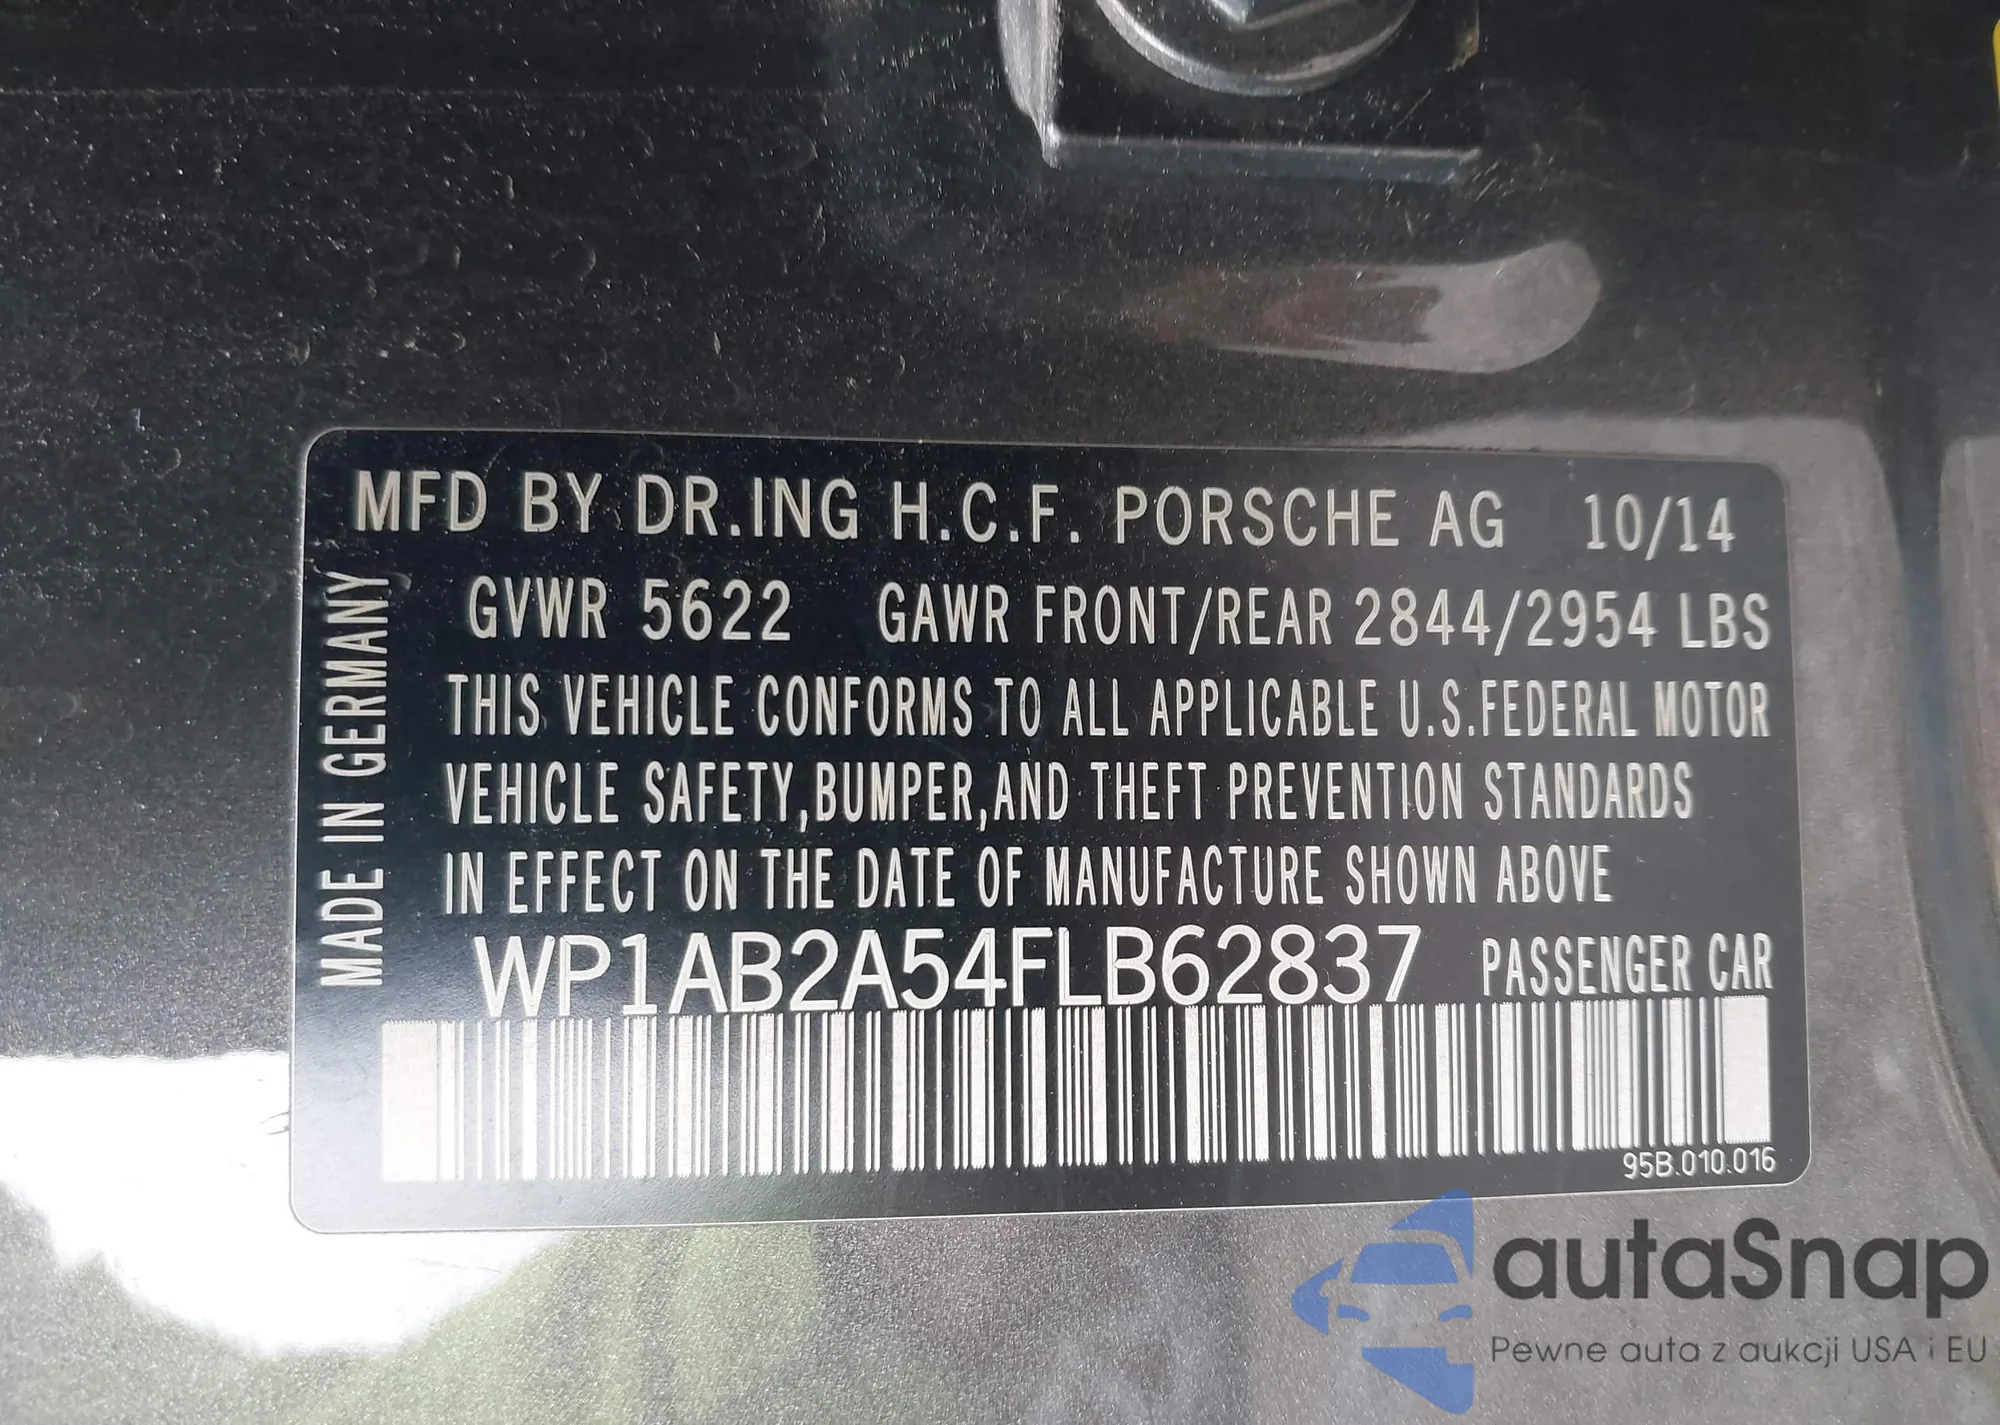 MFD BY DR.ING H.C.F. PORSCHE AG 10/14
GVWR 5622 GAWR FRONT/REAR 2844/2954 LBS
THIS VEHICLE CONFORMS TO ALL APPLICABLE U.S.FEDERAL MOTOR
VEHICLE SAFETY,BUMPER,AND THEFT PREVENTION STANDARDS
IN EFFECT ON THE DATE OF MANUFACTURE SHOWN ABOVE
WP1AB2A54FLB62837 PASSENGER CAR
95B.010.016
MADE IN GERMANY
autaSnap
Pewne auta z aukcji USA i EU